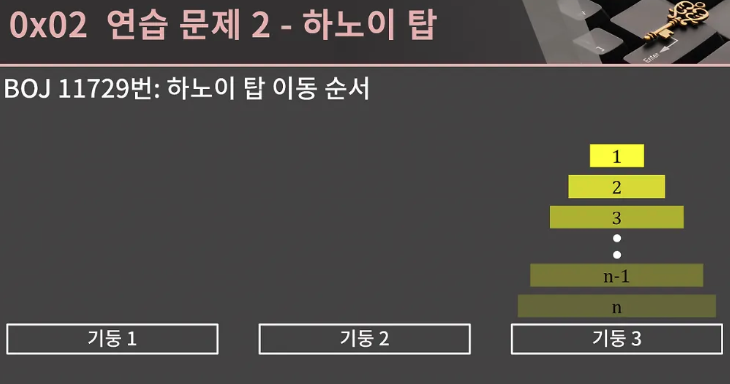 0x02 연습 문제 2 - 하노이 탑
BOJ 11729번: 하노이 탑 이동 순서
1
2
3
n-1
n
기둥 1
기둥 2
기둥 3
Enter